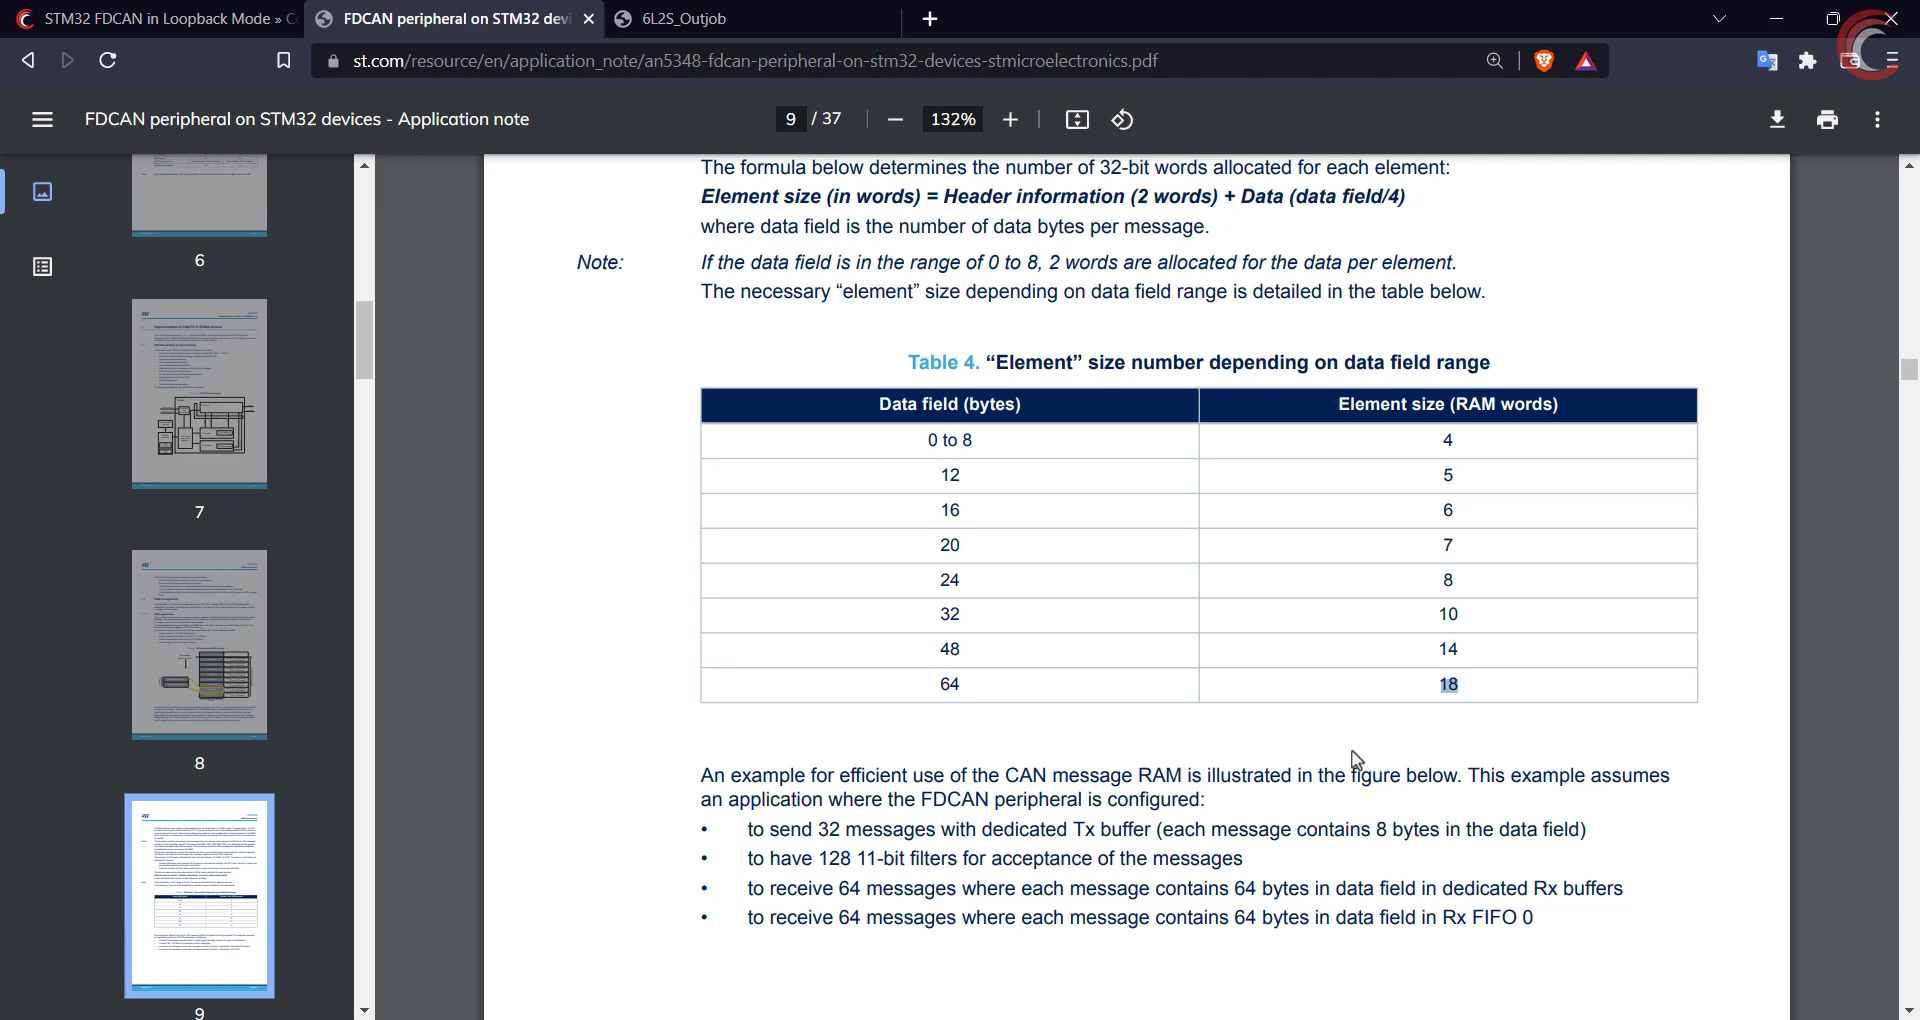 STM32 FDCAN in Loopback Mode » C
FDCAN peripheral on STM32 devi
6L2S_Outjob
st.com/resource/en/application_note/an5348-fdcan-peripheral-on-stm32-devices-stmicroelectronics.pdf
FDCAN peripheral on STM32 devices - Application note
9 / 37
132%
6
7
8
9
The formula below determines the number of 32-bit words allocated for each element:
Element size (in words) = Header information (2 words) + Data (data field/4)
where data field is the number of data bytes per message.
Note: If the data field is in the range of 0 to 8, 2 words are allocated for the data per element.
The necessary “element” size depending on data field range is detailed in the table below.
Table 4. “Element” size number depending on data field range
Data field (bytes) Element size (RAM words)
0 to 8 4
12 5
16 6
20 7
24 8
32 10
48 14
64 18
An example for efficient use of the CAN message RAM is illustrated in the figure below. This example assumes
an application where the FDCAN peripheral is configured:
• to send 32 messages with dedicated Tx buffer (each message contains 8 bytes in the data field)
• to have 128 11-bit filters for acceptance of the messages
• to receive 64 messages where each message contains 64 bytes in data field in dedicated Rx buffers
• to receive 64 messages where each message contains 64 bytes in data field in Rx FIFO 0